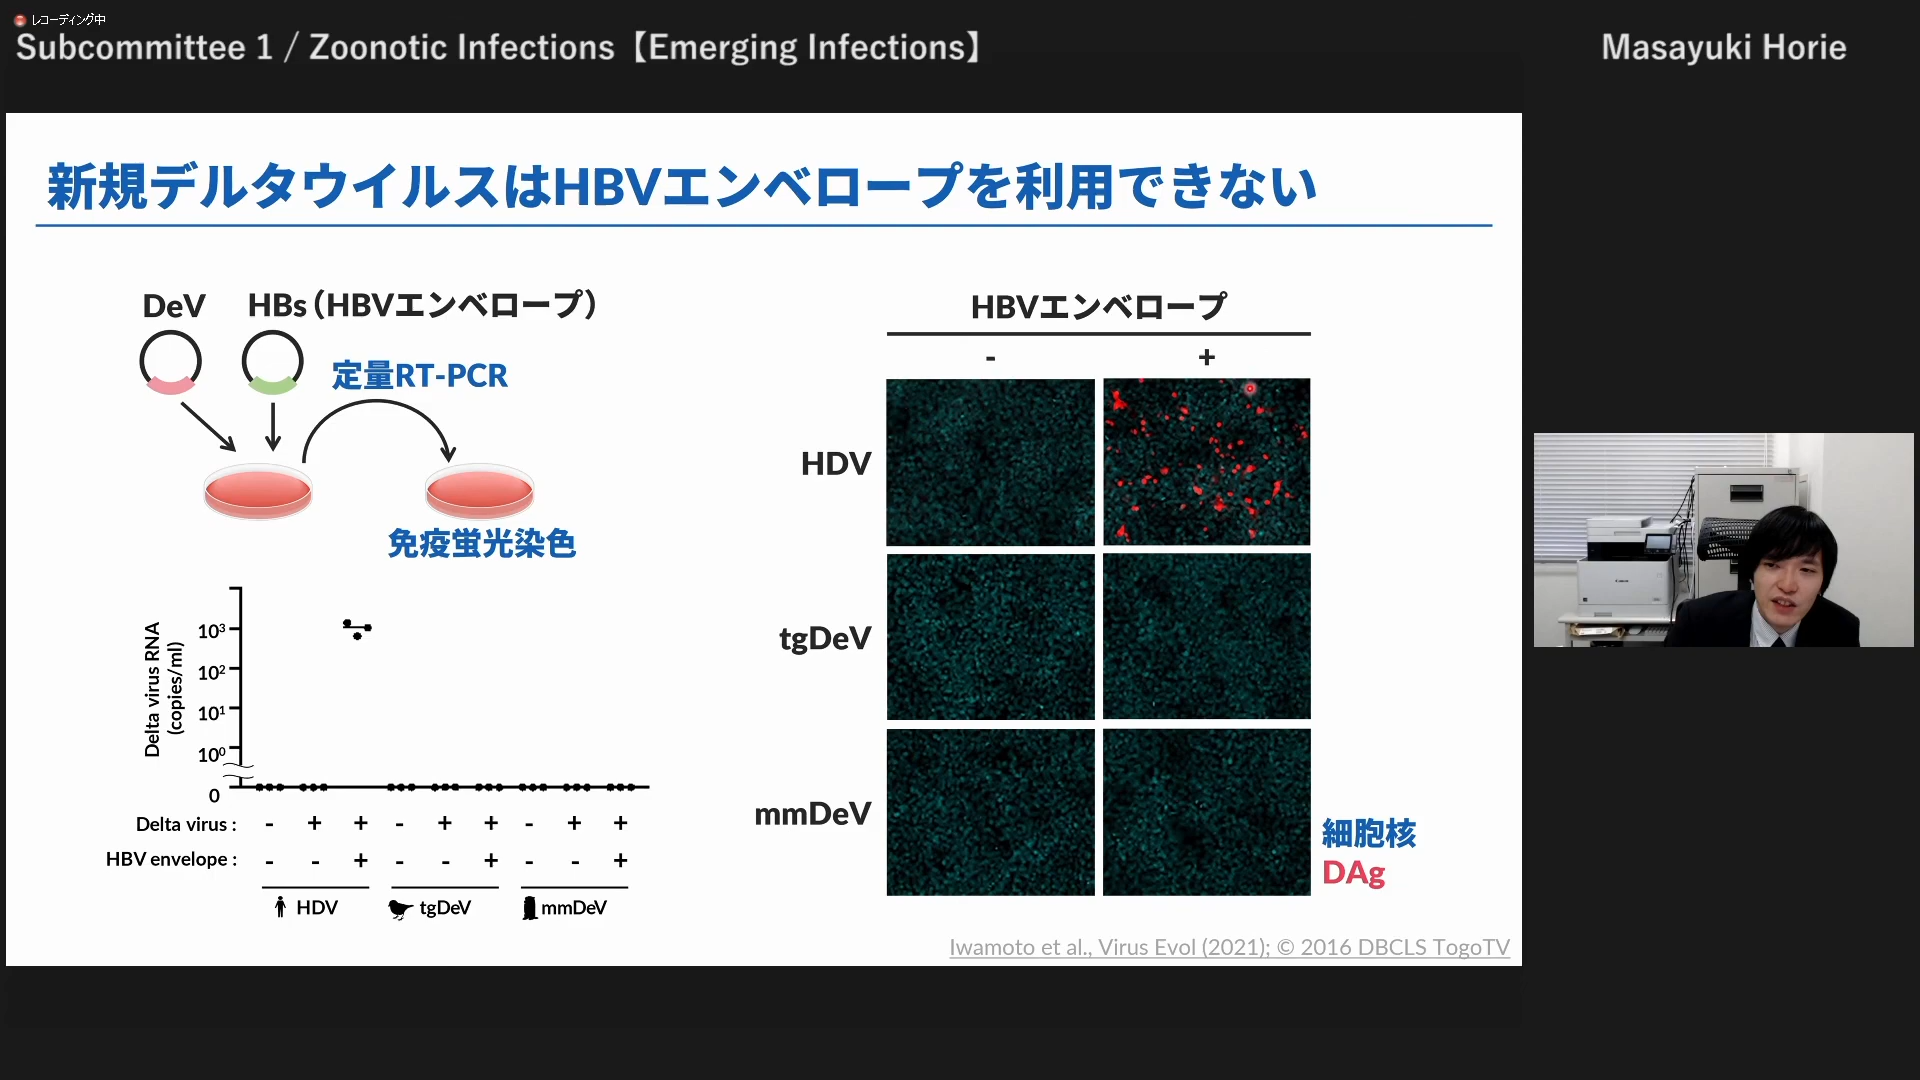 レコーディング中
Subcommittee 1 / Zoonotic Infections【Emerging Infections】
Masayuki Horie
新規デルタウイルスはHBVエンベロープを利用できない
DeV
HBs（HBVエンベロープ）
定量RT-PCR
免疫蛍光染色
Delta virus RNA
(copies/ml)
10³
10²
10¹
10⁰
0
Delta virus : - + + - + + - + +
HBV envelope : - - + - - + - - +
HDV
tgDeV
mmDeV
HBVエンベロープ
- +
HDV
tgDeV
mmDeV
細胞核
DAg
Iwamoto et al., Virus Evol (2021); © 2016 DBCLS TogoTV